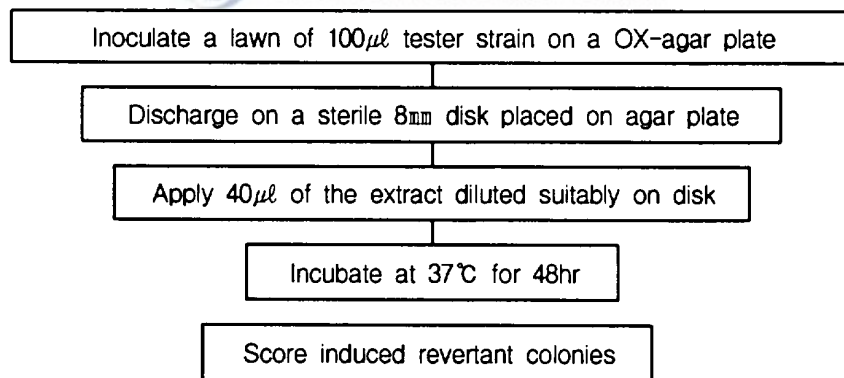 Inoculate a lawn of 100㎕ tester strain on a OX-agar plate
Discharge on a sterile 8㎜ disk placed on agar plate
Apply 40㎕ of the extract diluted suitably on disk
Incubate at 37℃ for 48hr
Score induced revertant colonies